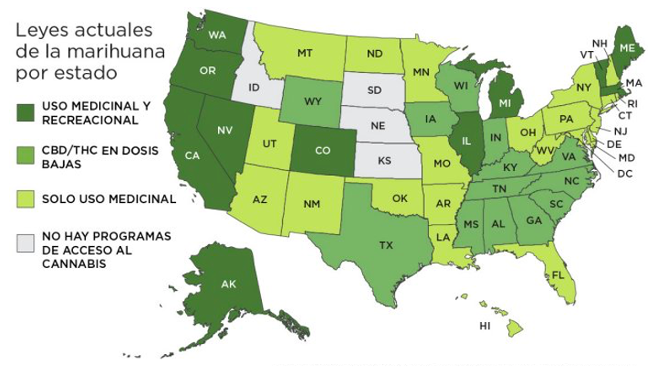 Leyes actuales
de la marihuana
por estado
USO MEDICINAL Y
RECREACIONAL
CBD/THC EN DOSIS
BAJAS
SOLO USO MEDICINAL
NO HAY PROGRAMAS
DE ACCESO AL
CANNABIS
WA
OR
CA
NV
ID
MT
WY
UT
CO
AZ
NM
ND
SD
NE
KS
OK
TX
MN
IA
MO
AR
LA
WI
IL
MI
IN
OH
KY
TN
MS
AL
GA
FL
SC
NC
VA
WV
PA
NY
VT
NH
ME
MA
RI
CT
NJ
DE
MD
DC
AK
HI